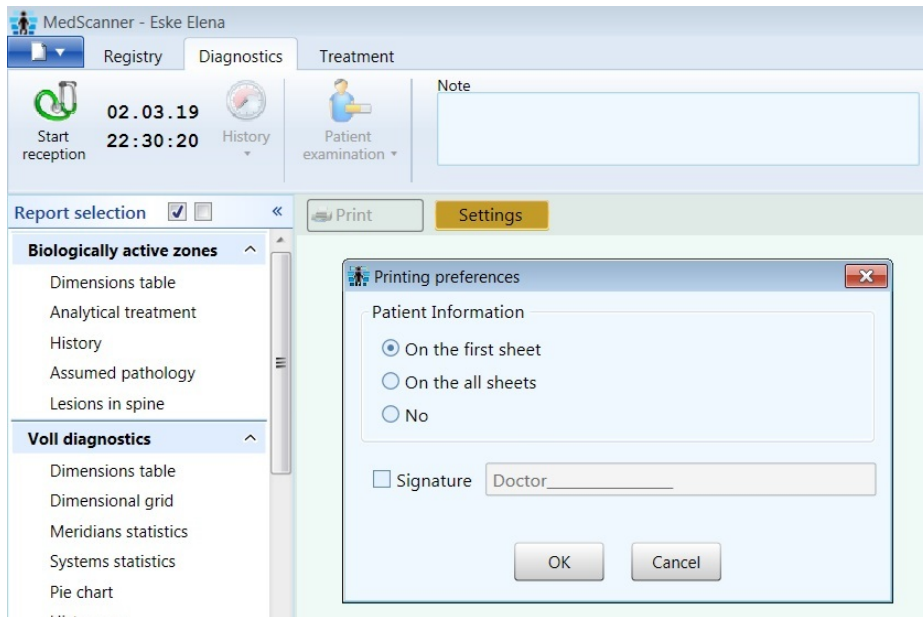 MedScanner - Eske Elena
Registry
Diagnostics
Treatment
Start
reception
02.03.19
22:30:20
History
Patient
examination
Note
Report selection
«
Print
Settings
Biologically active zones
Dimensions table
Analytical treatment
History
Assumed pathology
Lesions in spine
Voll diagnostics
Dimensions table
Dimensional grid
Meridians statistics
Systems statistics
Pie chart
Printing preferences
Patient Information
On the first sheet
On the all sheets
No
Signature
Doctor_______________
OK
Cancel